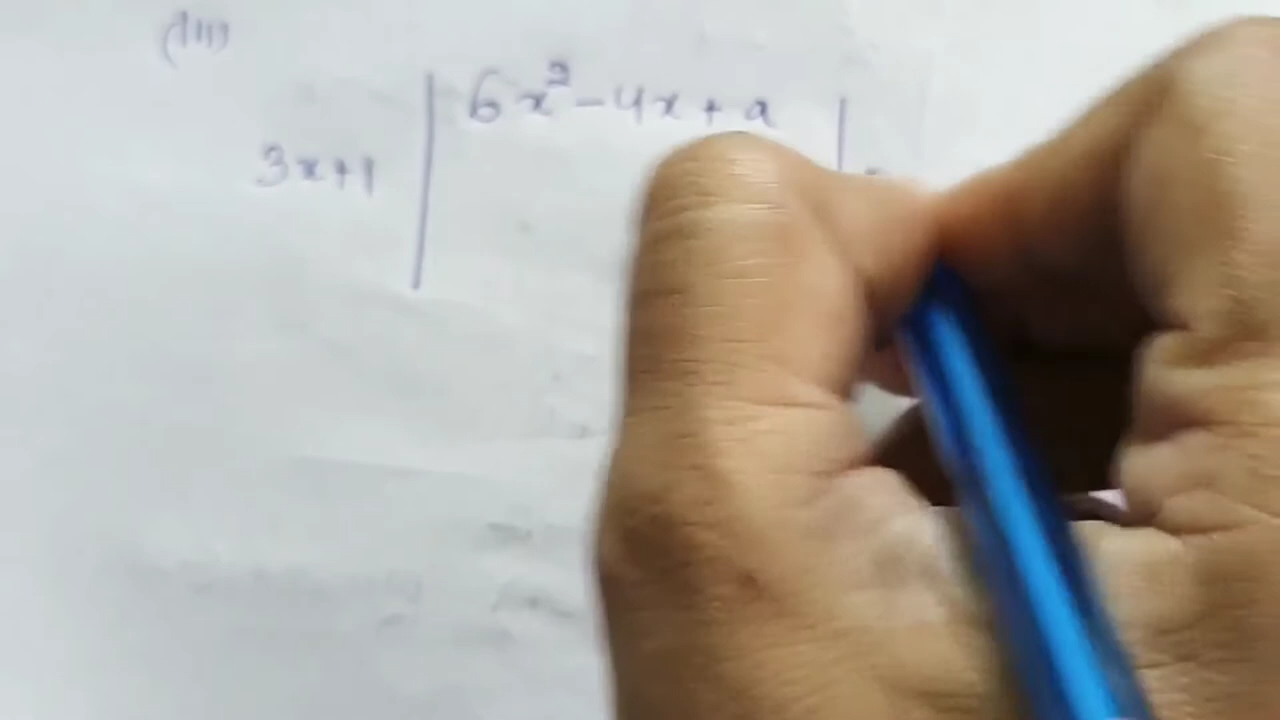 (iii)
6x² - 4x + a
3x+1